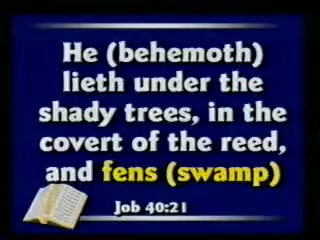 He (behemoth)
lieth under the
shady trees, in the
covert of the reed,
and fens (swamp)
Job 40:21